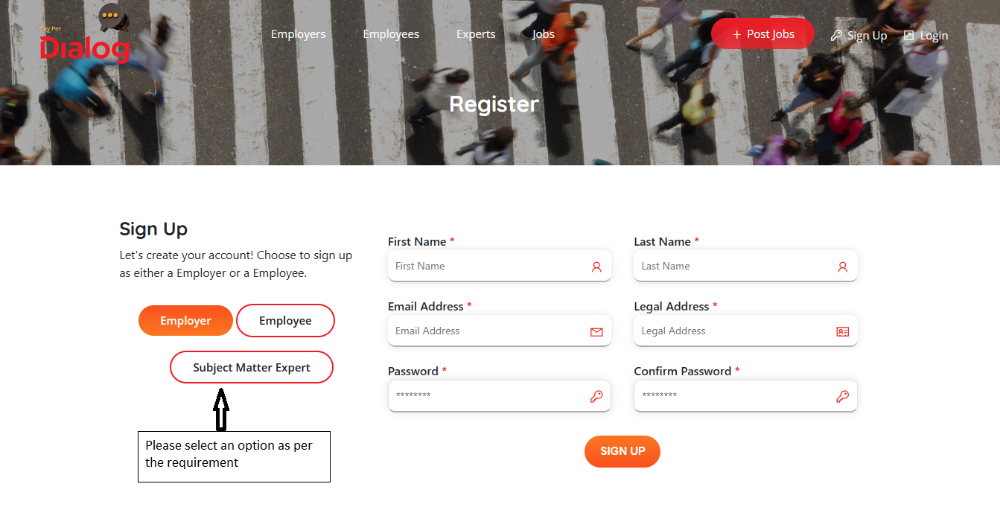 Pay Per
Dialog
Employers Employees Experts Jobs
+ Post Jobs
Sign Up
Login
Register
Sign Up
Let's create your account! Choose to sign up
as either a Employer or a Employee.
Employer Employee
Subject Matter Expert
Please select an option as per
the requirement
First Name * Last Name *
First Name Last Name
Email Address * Legal Address *
Email Address Legal Address
Password * Confirm Password *
******** ********
SIGN UP